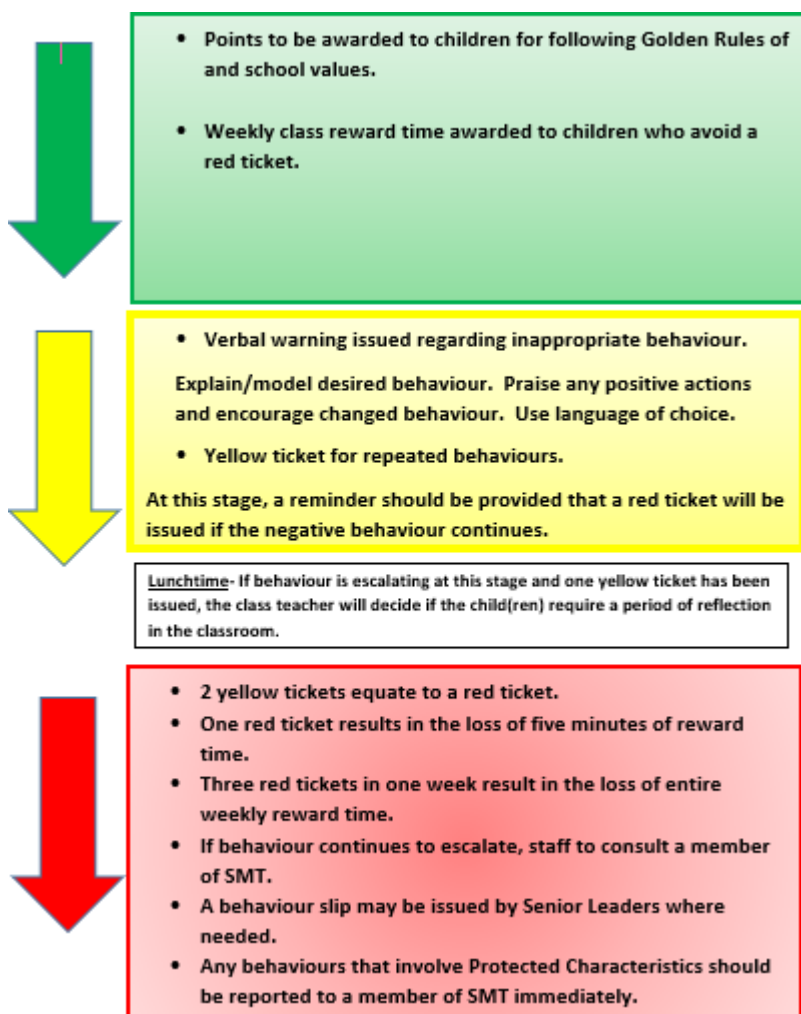 • Points to be awarded to children for following Golden Rules of
and school values.
• Weekly class reward time awarded to children who avoid a
red ticket.
• Verbal warning issued regarding inappropriate behaviour.
Explain/model desired behaviour.  Praise any positive actions
and encourage changed behaviour.  Use language of choice.
• Yellow ticket for repeated behaviours.
At this stage, a reminder should be provided that a red ticket will be
issued if the negative behaviour continues.
Lunchtime- If behaviour is escalating at this stage and one yellow ticket has been
issued, the class teacher will decide if the child(ren) require a period of reflection
in the classroom.
• 2 yellow tickets equate to a red ticket.
• One red ticket results in the loss of five minutes of reward
time.
• Three red tickets in one week result in the loss of entire
weekly reward time.
• If behaviour continues to escalate, staff to consult a member
of SMT.
• A behaviour slip may be issued by Senior Leaders where
needed.
• Any behaviours that involve Protected Characteristics should
be reported to a member of SMT immediately.